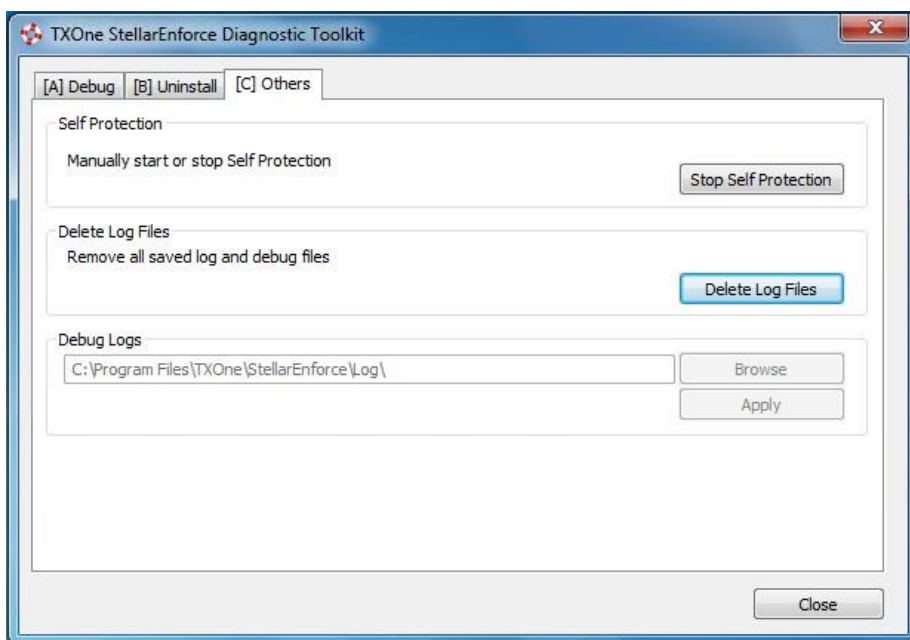 TXOne StellarEnforce Diagnostic Toolkit
[A] Debug [B] Uninstall [C] Others
Self Protection
Manually start or stop Self Protection
Stop Self Protection
Delete Log Files
Remove all saved log and debug files
Delete Log Files
Debug Logs
C:\Program Files\TXOne\StellarEnforce\Log\
Browse
Apply
Close